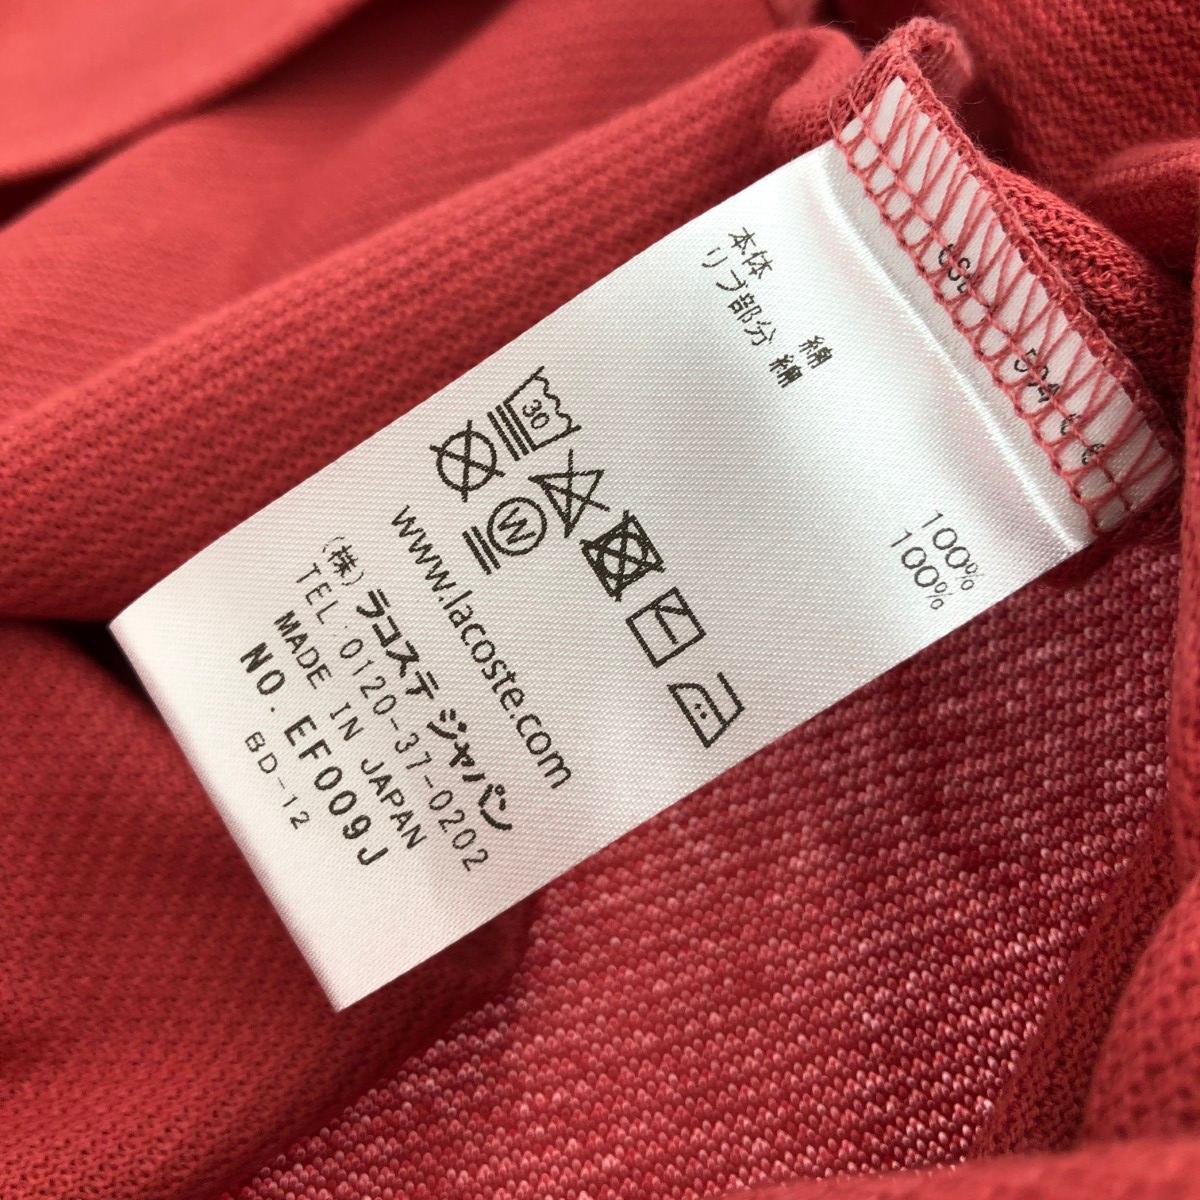 本体 綿 100%
リブ部分 綿 100%
30
W
www.lacoste.com
(株) ラコステ ジャパン
TEL:0120-37-0202
MADE IN JAPAN
NO. EF009J
BD-12